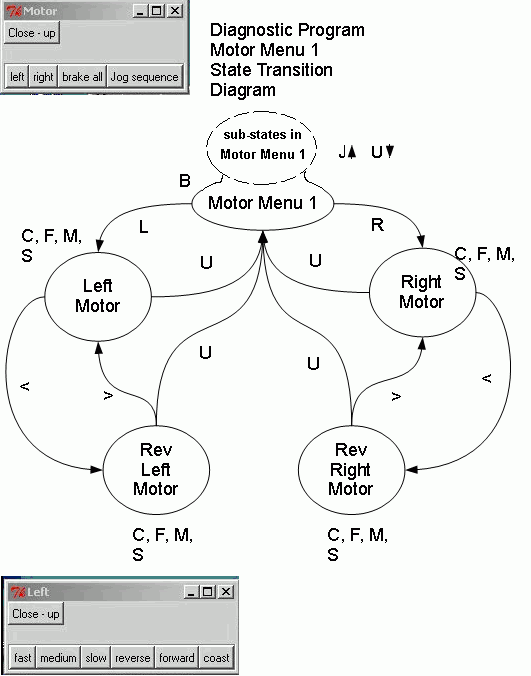 Motor
Close - up
left right brake all Jog sequence
Diagnostic Program
Motor Menu 1
State Transition
Diagram
sub-states in
Motor Menu 1
J U
B
Motor Menu 1
L
R
C, F, M,
S
C, F, M,
S
U
U
Left
Motor
Right
Motor
<
>
U
U
>
<
Rev
Left
Motor
Rev
Right
Motor
C, F, M,
S
C, F, M,
S
Left
Close - up
fast medium slow reverse forward coast